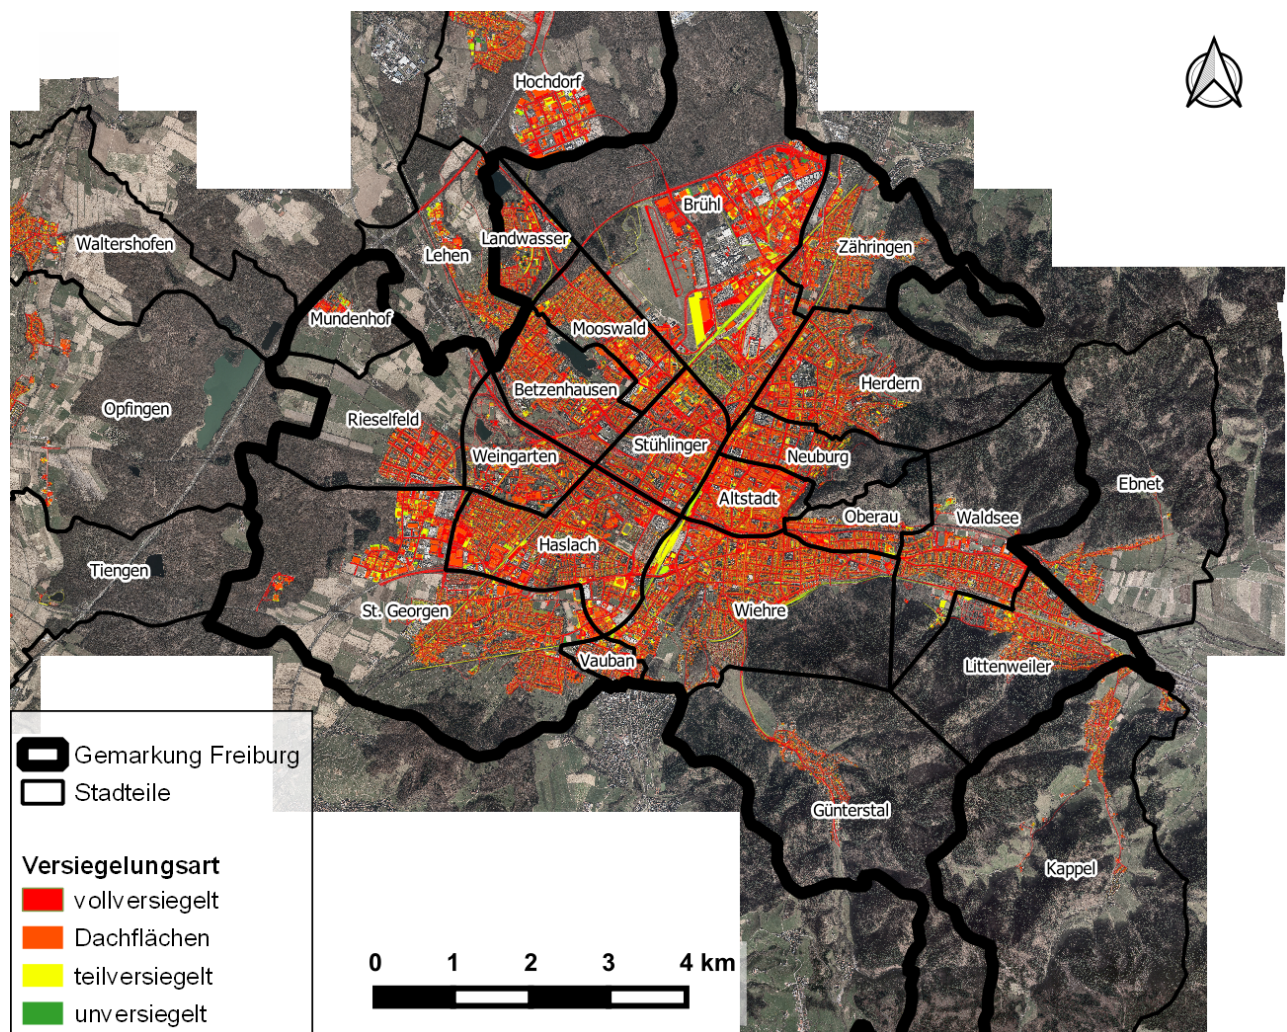 Hochdorf
Brühl
Waltershofen
Lehen
Landwasser
Zähringen
Mundenhof
Mooswald
Betzenhausen
Herdern
Opfingen
Rieselfeld
Stühlinger
Weingarten
Neuburg
Ebnet
Altstadt
Oberau
Waldsee
Haslach
Tiengen
St. Georgen
Wiehre
Vauban
Littenweiler
Günterstal
Kappel
Gemarkung Freiburg
Stadteile
Versiegelungsart
vollversiegelt
Dachflächen
teilversiegelt
unversiegelt
0 1 2 3 4 km